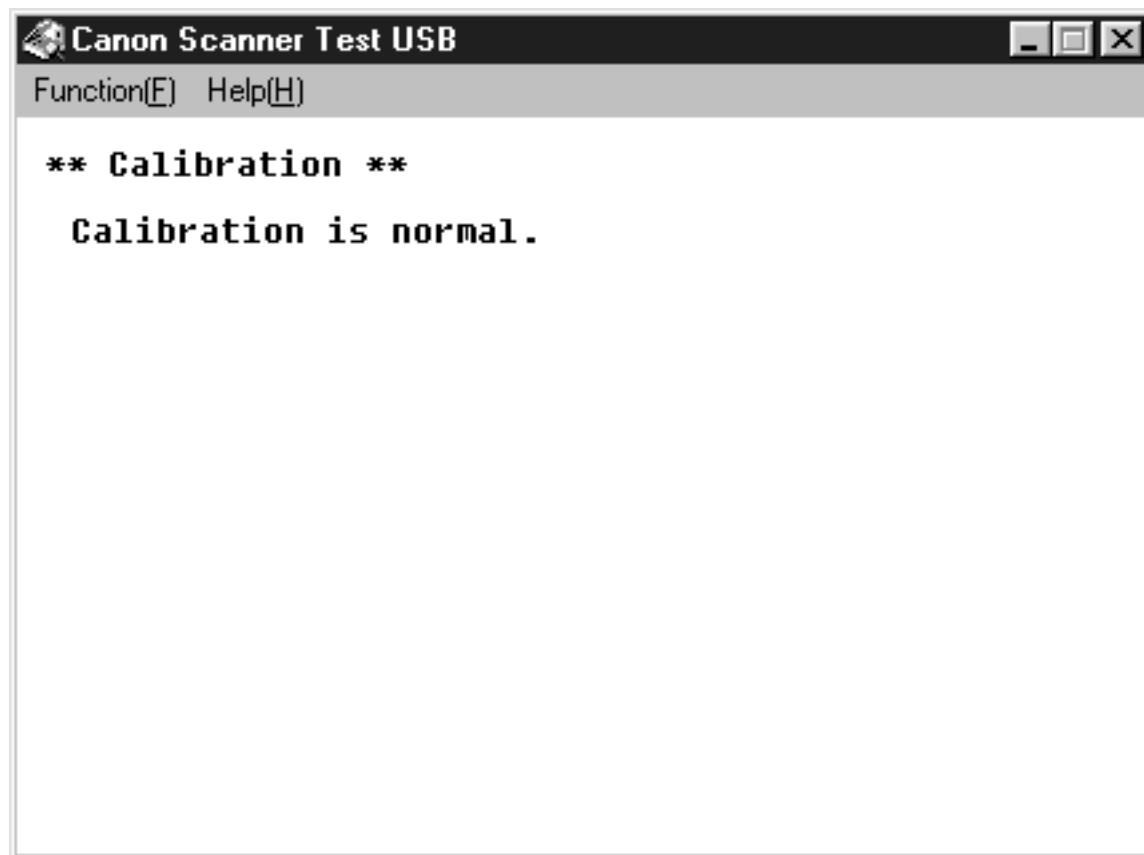 Canon Scanner Test USB
Function(F) Help(H)
** Calibration **
Calibration is normal.